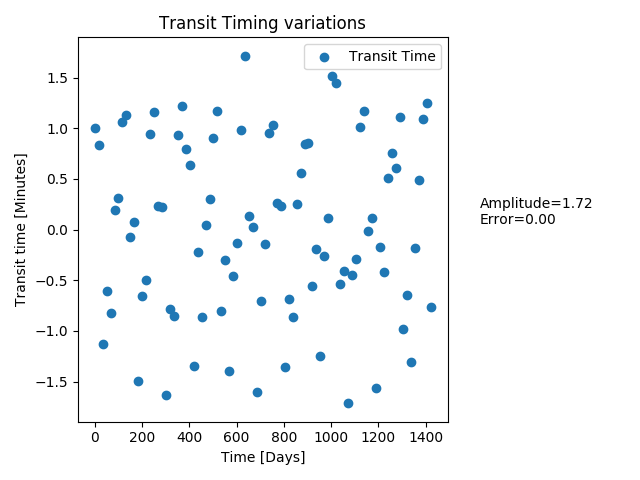 Transit Timing variations
Transit Time
Transit time [Minutes]
1.5
1.0
0.5
0.0
−0.5
−1.0
−1.5
0
200
400
600
800
1000
1200
1400
Time [Days]
Amplitude=1.72
Error=0.00